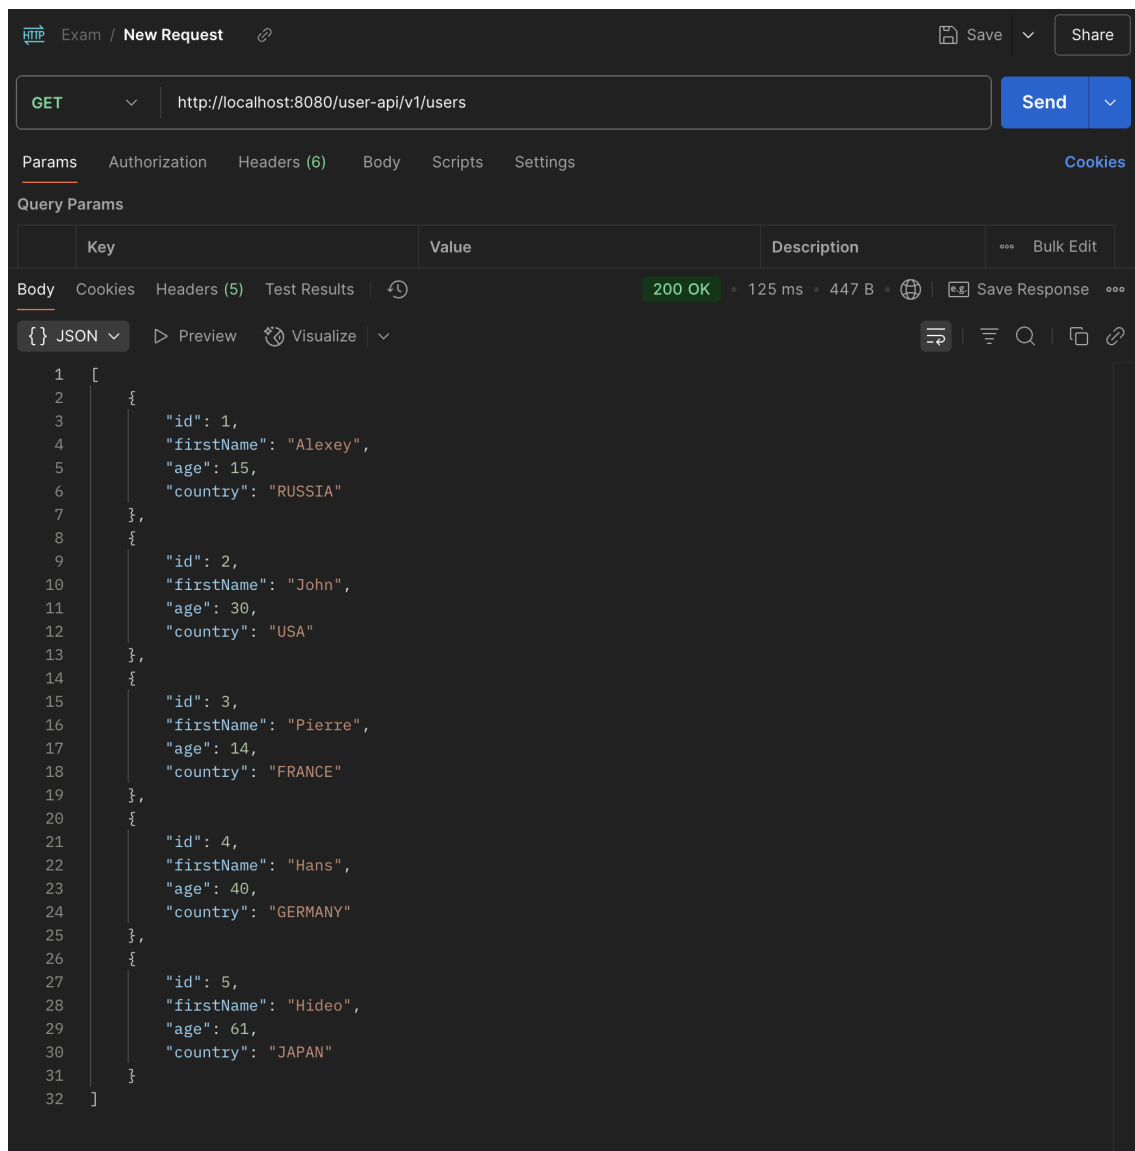 HTTP Exam / New Request Save Share
GET http://localhost:8080/user-api/v1/users Send
Params Authorization Headers (6) Body Scripts Settings Cookies
Query Params
Key Value Description Bulk Edit
Body Cookies Headers (5) Test Results 200 OK 125 ms 447 B e.g. Save Response
{} JSON Preview Visualize
1 [
2 {
3 "id": 1,
4 "firstName": "Alexey",
5 "age": 15,
6 "country": "RUSSIA"
7 },
8 {
9 "id": 2,
10 "firstName": "John",
11 "age": 30,
12 "country": "USA"
13 },
14 {
15 "id": 3,
16 "firstName": "Pierre",
17 "age": 14,
18 "country": "FRANCE"
19 },
20 {
21 "id": 4,
22 "firstName": "Hans",
23 "age": 40,
24 "country": "GERMANY"
25 },
26 {
27 "id": 5,
28 "firstName": "Hideo",
29 "age": 61,
30 "country": "JAPAN"
31 }
32 ]